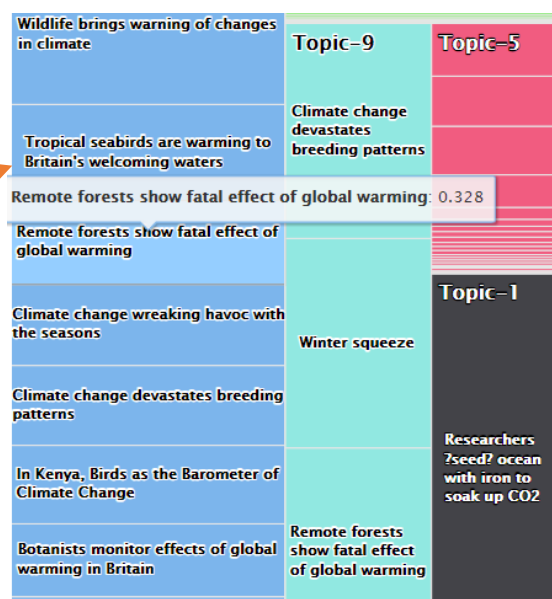 Wildlife brings warning of changes
in climate
Tropical seabirds are warming to
Britain's welcoming waters
Remote forests show fatal effect of global warming: 0.328
Remote forests show fatal effect of
global warming
Climate change wreaking havoc with
the seasons
Climate change devastates breeding
patterns
In Kenya, Birds as the Barometer of
Climate Change
Botanists monitor effects of global
warming in Britain
Topic-9
Climate change
devastates
breeding patterns
Winter squeeze
Remote forests
show fatal effect
of global warming
Topic-5
Topic-1
Researchers
?seed? ocean
with iron to
soak up CO2